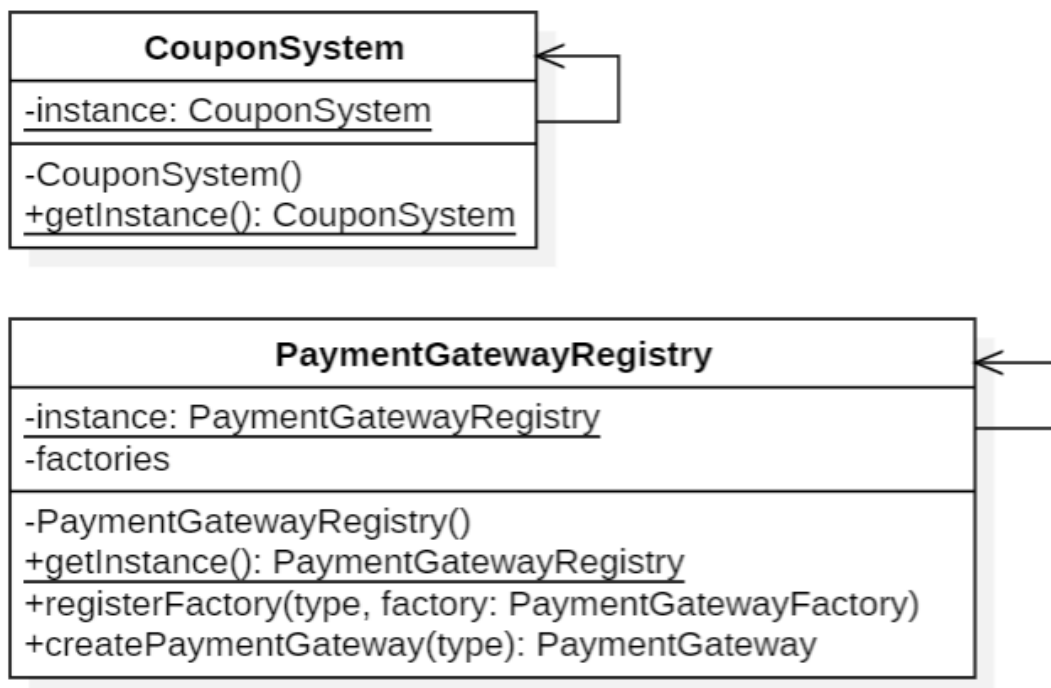 CouponSystem
-instance: CouponSystem
-CouponSystem()
+getInstance(): CouponSystem
PaymentGatewayRegistry
-instance: PaymentGatewayRegistry
-factories
-PaymentGatewayRegistry()
+getInstance(): PaymentGatewayRegistry
+registerFactory(type, factory: PaymentGatewayFactory)
+createPaymentGateway(type): PaymentGateway